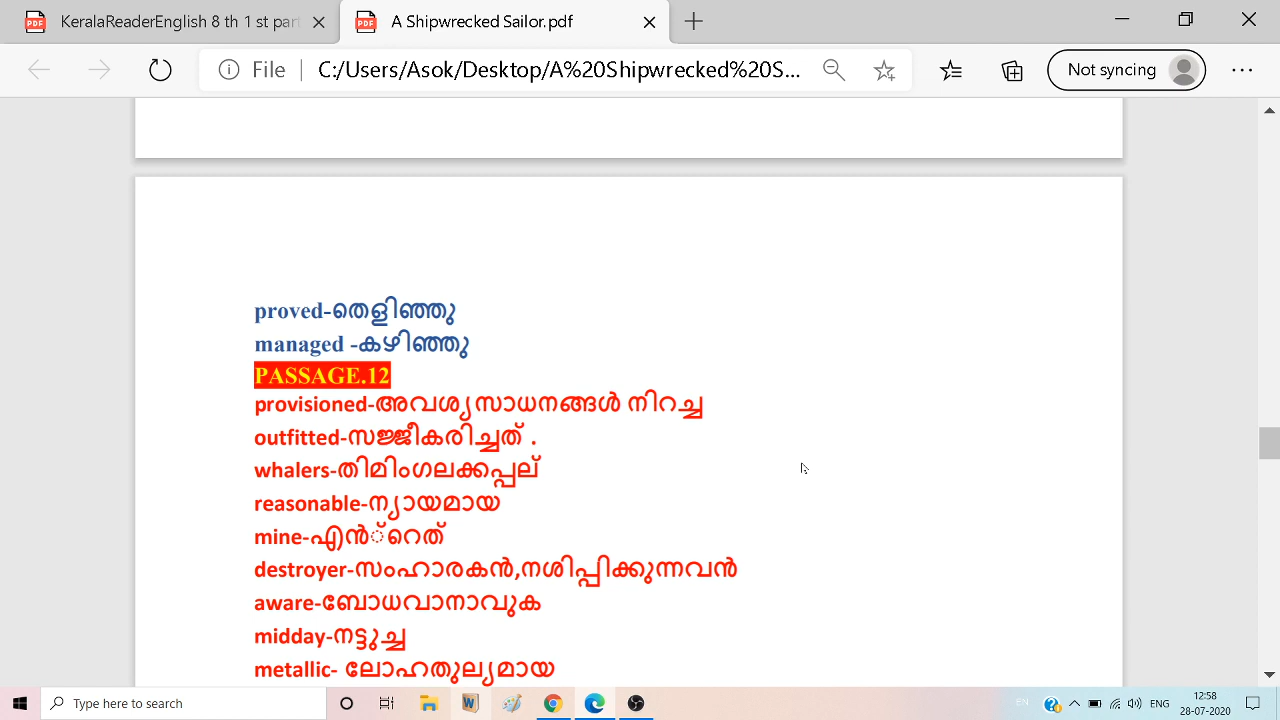 KeralaReaderEnglish 8 th 1 st part
A Shipwrecked Sailor.pdf
File
C:/Users/Asok/Desktop/A%20Shipwrecked%20S...
Not syncing
proved-തെളിഞ്ഞു
managed -കഴിഞ്ഞു
PASSAGE.12
provisioned-അവശ്യസാധനങ്ങൾ നിറച്ച
outfitted-സജ്ജീകരിച്ചത് .
whalers-തിമിംഗലക്കപ്പല്
reasonable-ന്യായമായ
mine-എൻ്റെത്
destroyer-സംഹാരകൻ,നശിപ്പിക്കുന്നവൻ
aware-ബോധവാനാവുക
midday-നട്ടുച്ച
metallic- ലോഹതുല്യമായ
Type here to search
EN
ENG
12:58
28-07-2020